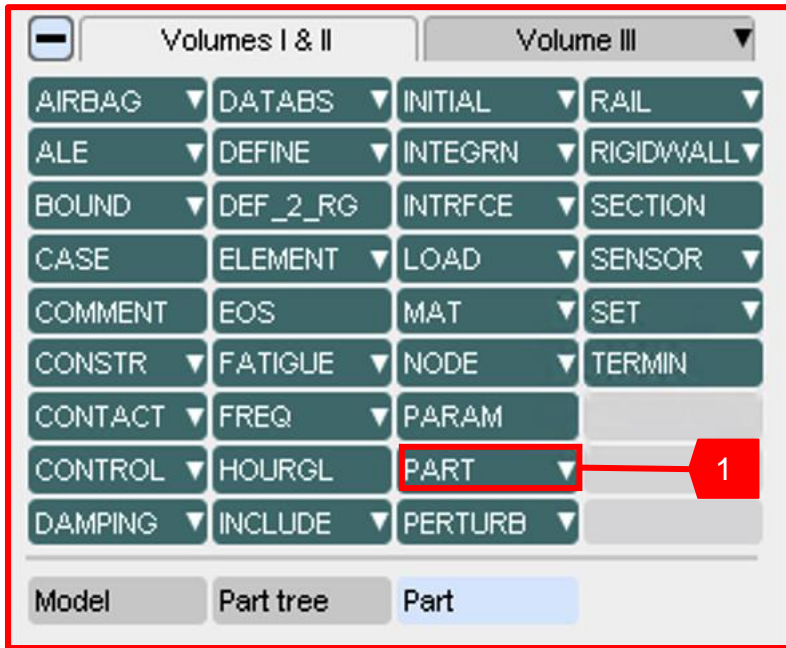 Volumes I & II Volume III
AIRBAG DATABS INITIAL RAIL
ALE DEFINE INTEGRN RIGIDWALL
BOUND DEF_2_RG INTRFCE SECTION
CASE ELEMENT LOAD SENSOR
COMMENT EOS MAT SET
CONSTR FATIGUE NODE TERMIN
CONTACT FREQ PARAM
CONTROL HOURGL PART 1
DAMPING INCLUDE PERTURB
Model Part tree Part